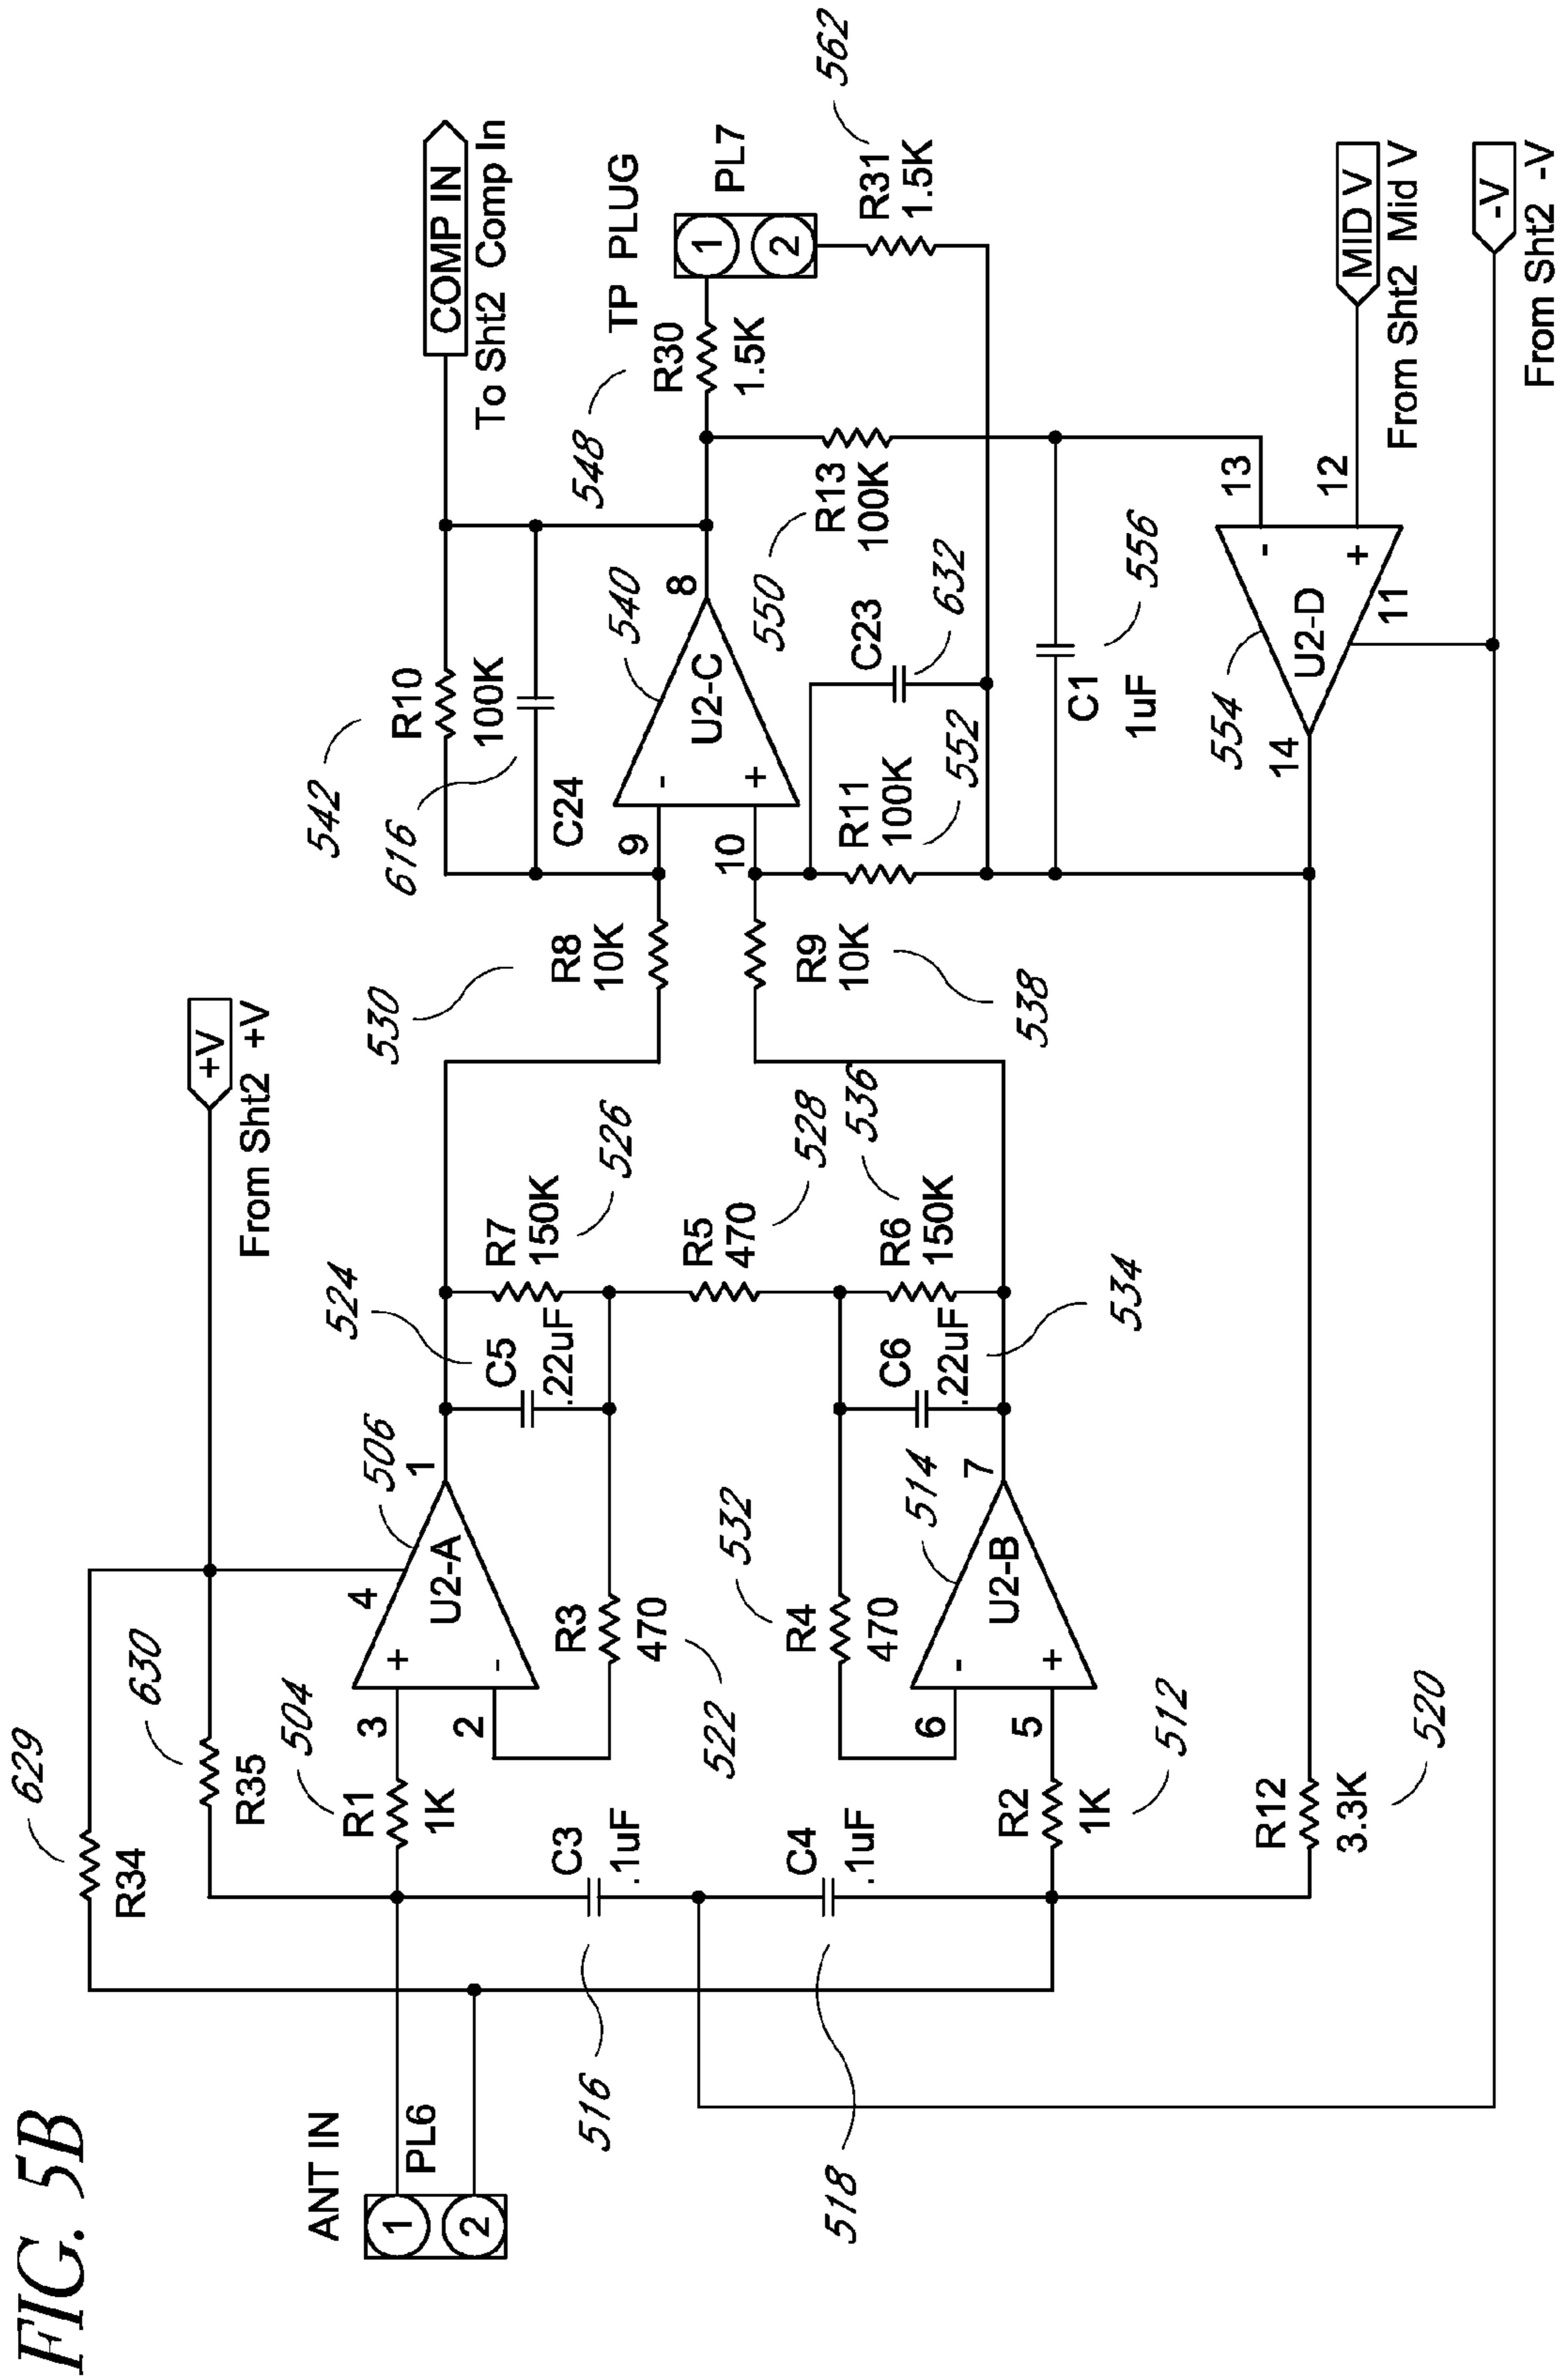 FIG. 5B
ANT IN
PL6
1
2
629
R34
630
R35
504
R1
1K
516
C3
.1uF
518
C4
.1uF
R2
1K
512
R12
3.3K
520
+V
From Sht2 +V
3
2
4
1
+
-
U2-A
506
R3
470
522
532
R4
470
6
5
7
-
+
U2-B
514
524
C5
.22uF
R7
150K
526
R5
470
528
536
R6
150K
C6
.22uF
534
530
R8
10K
R9
10K
538
542
R10
100K
616
C24
9
10
8
-
+
U2-C
540
R11
100K
552
C23
632
550
R13
100K
C1
1uF
556
COMP IN
To Sht2 Comp In
548
TP PLUG
R30
1.5K
PL7
1
2
R31
1.5K
562
13
12
14
11
-
+
U2-D
554
MID V
From Sht2 Mid V
-V
From Sht2 -V